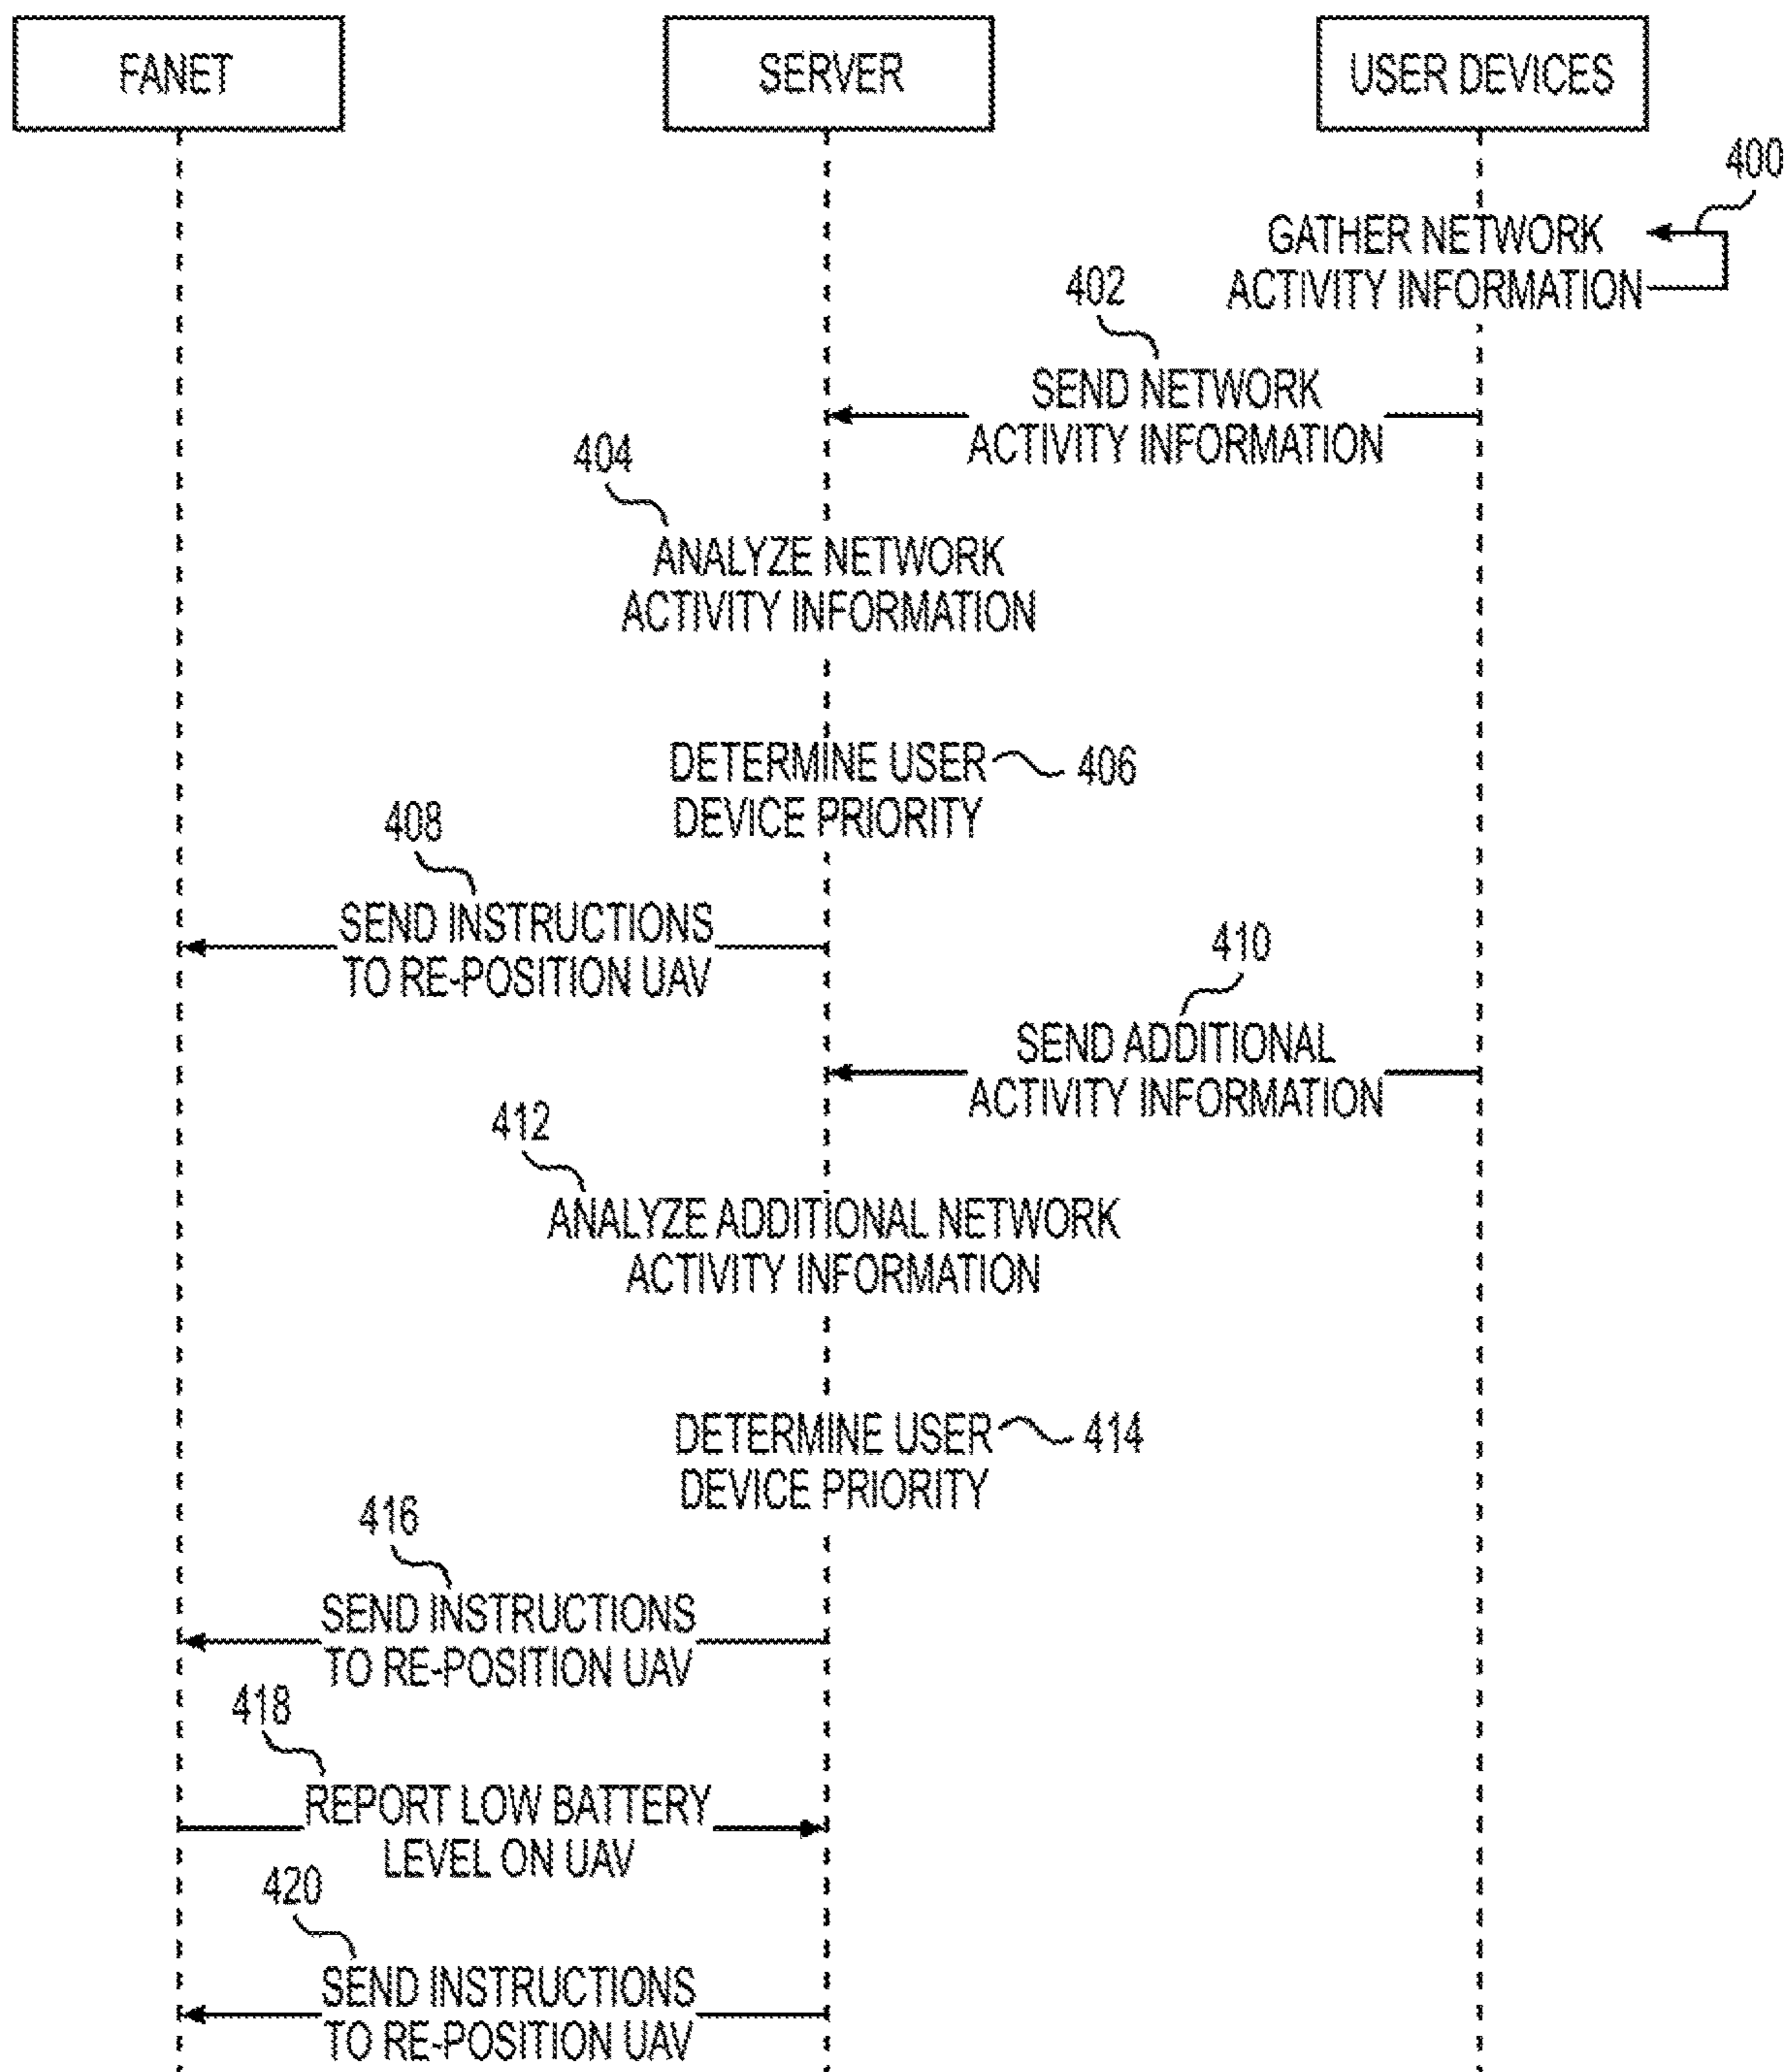 FANET
SERVER
USER DEVICES
400
GATHER NETWORK
ACTIVITY INFORMATION
402
SEND NETWORK
ACTIVITY INFORMATION
404
ANALYZE NETWORK
ACTIVITY INFORMATION
DETERMINE USER
DEVICE PRIORITY
406
408
SEND INSTRUCTIONS
TO RE-POSITION UAV
410
SEND ADDITIONAL
ACTIVITY INFORMATION
412
ANALYZE ADDITIONAL NETWORK
ACTIVITY INFORMATION
DETERMINE USER
DEVICE PRIORITY
414
416
SEND INSTRUCTIONS
TO RE-POSITION UAV
418
REPORT LOW BATTERY
LEVEL ON UAV
420
SEND INSTRUCTIONS
TO RE-POSITION UAV